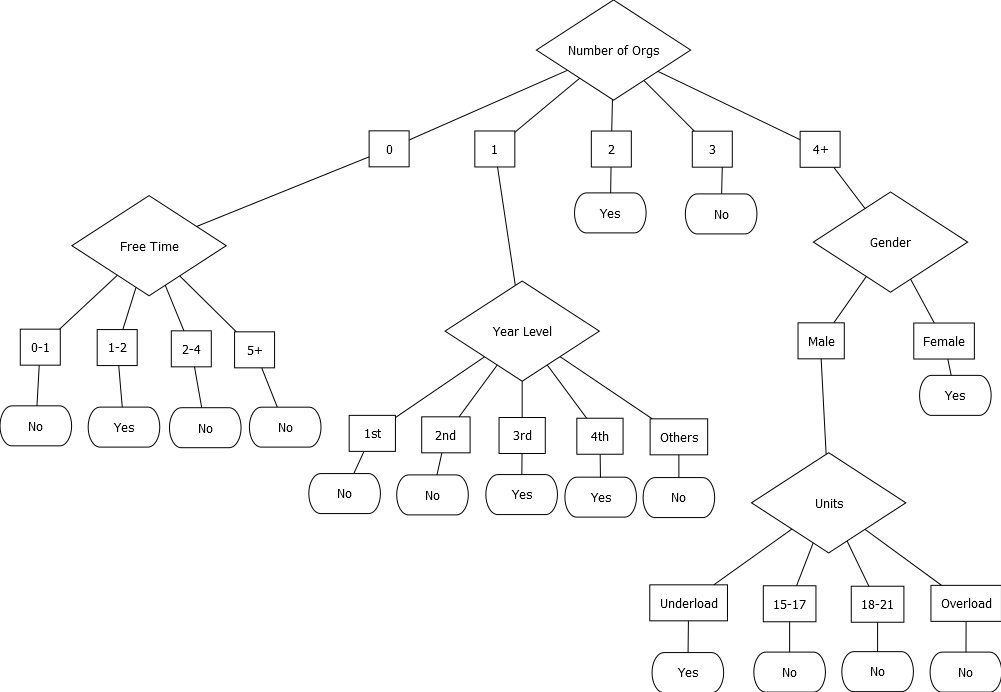 Number of Orgs
0
1
2
3
4+
Yes
No
Free Time
Gender
0-1
1-2
2-4
5+
Year Level
Male
Female
No
Yes
No
No
Yes
1st
2nd
3rd
4th
Others
No
No
Yes
Yes
No
Units
Underload
15-17
18-21
Overload
Yes
No
No
No